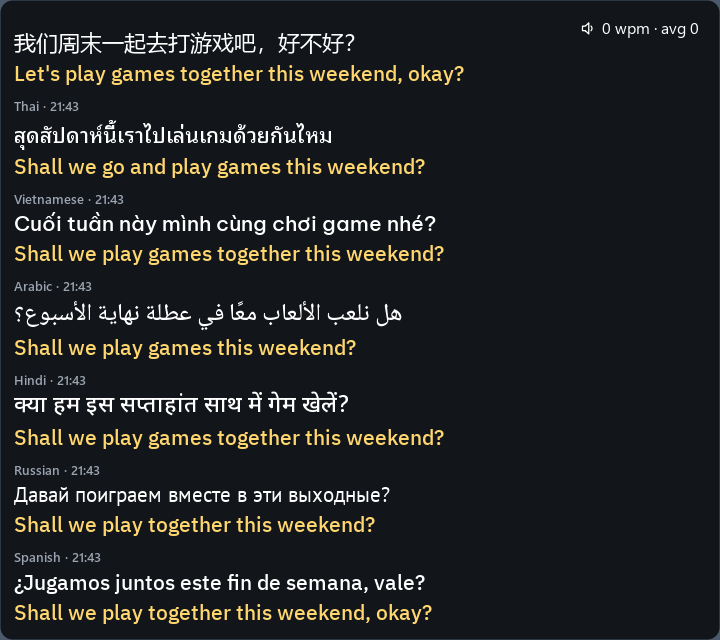 0 wpm · avg 0
我们周末一起去打游戏吧，好不好？
Let's play games together this weekend, okay?
Thai · 21:43
สุดสัปดาห์นี้เราไปเล่นเกมด้วยกันไหม
Shall we go and play games this weekend?
Vietnamese · 21:43
Cuối tuần này mình cùng chơi game nhé?
Shall we play games together this weekend?
Arabic · 21:43
هل نلعب الألعاب معًا في عطلة نهاية الأسبوع؟
Shall we play games this weekend?
Hindi · 21:43
क्या हम इस सप्ताहांत साथ में गेम खेलें?
Shall we play games together this weekend?
Russian · 21:43
Давай поиграем вместе в эти выходные?
Shall we play together this weekend?
Spanish · 21:43
¿Jugamos juntos este fin de semana, vale?
Shall we play together this weekend, okay?